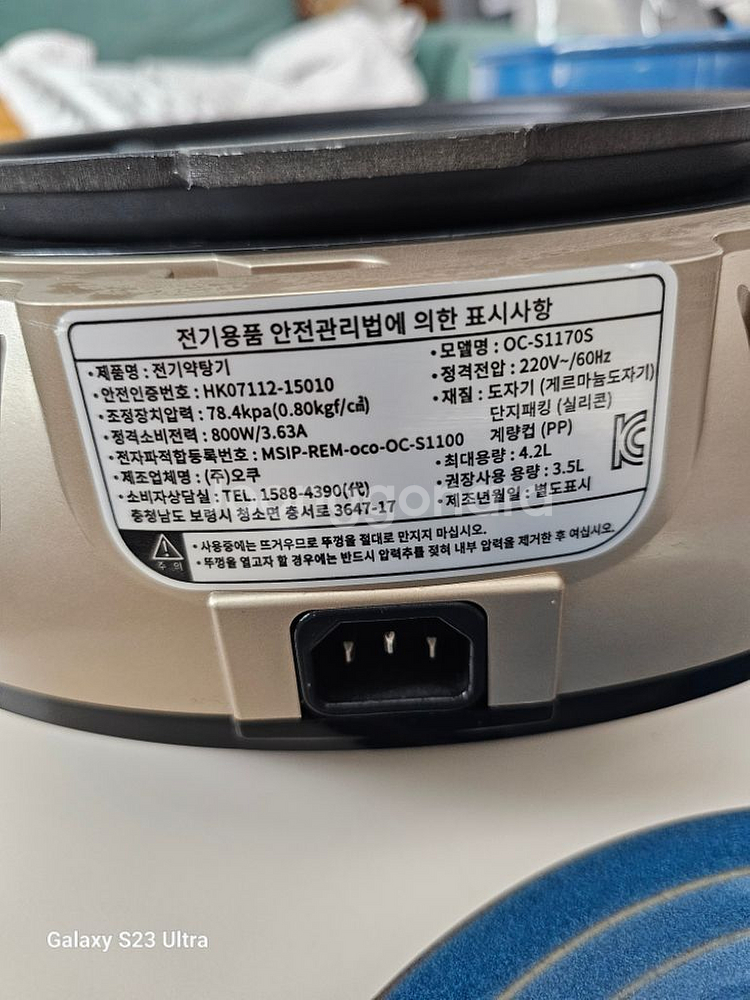 전기용품 안전관리법에 의한 표시사항
• 제품명 : 전기약탕기
• 안전인증번호 : HK07112-15010
• 조정장치압력 : 78.4kpa(0.80kgf/㎠)
• 정격소비전력 : 800W/3.63A
• 전자파적합등록번호 : MSIP-REM-oco-OC-S1100
• 제조업체명 : (주)오쿠
• 소비자상담실 : TEL. 1588-4390(代)
충청남도 보령시 청소면 충서로 3647-17
• 모델명 : OC-S1170S
• 정격전압 : 220V~/60Hz
• 재질 : 도자기 (게르마늄도자기)
단지패킹 (실리콘)
계량컵 (PP)
• 최대용량 : 4.2L
• 권장사용 용량 : 3.5L
• 제조년월일 : 별도표시
주 의
• 사용중에는 뜨거우므로 뚜껑을 절대로 만지지 마십시오.
• 뚜껑을 열고자 할 경우에는 반드시 압력추를 젖혀 내부 압력을 제거한 후 여십시오.
Galaxy S23 Ultra